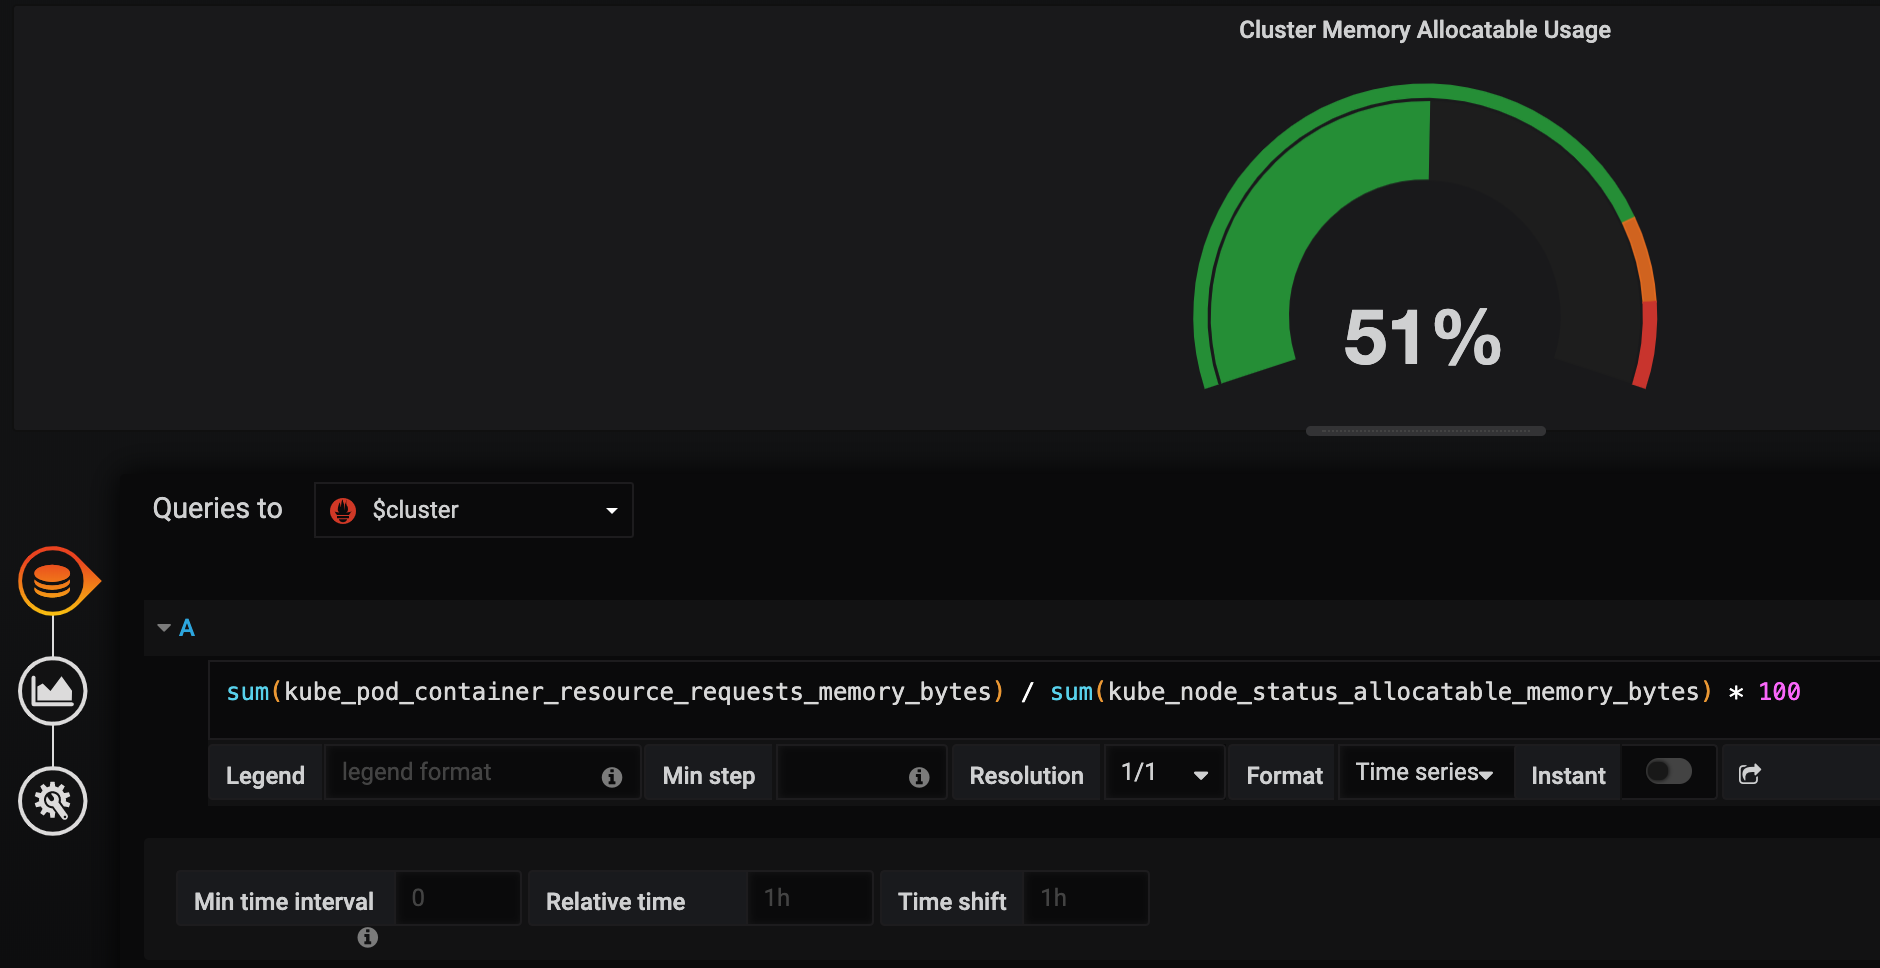 Cluster Memory Allocatable Usage
51%
Queries to $cluster
A
sum(kube_pod_container_resource_requests_memory_bytes) / sum(kube_node_status_allocatable_memory_bytes) * 100
Legend legend format Min step Resolution 1/1 Format Time series Instant
Min time interval 0 Relative time 1h Time shift 1h